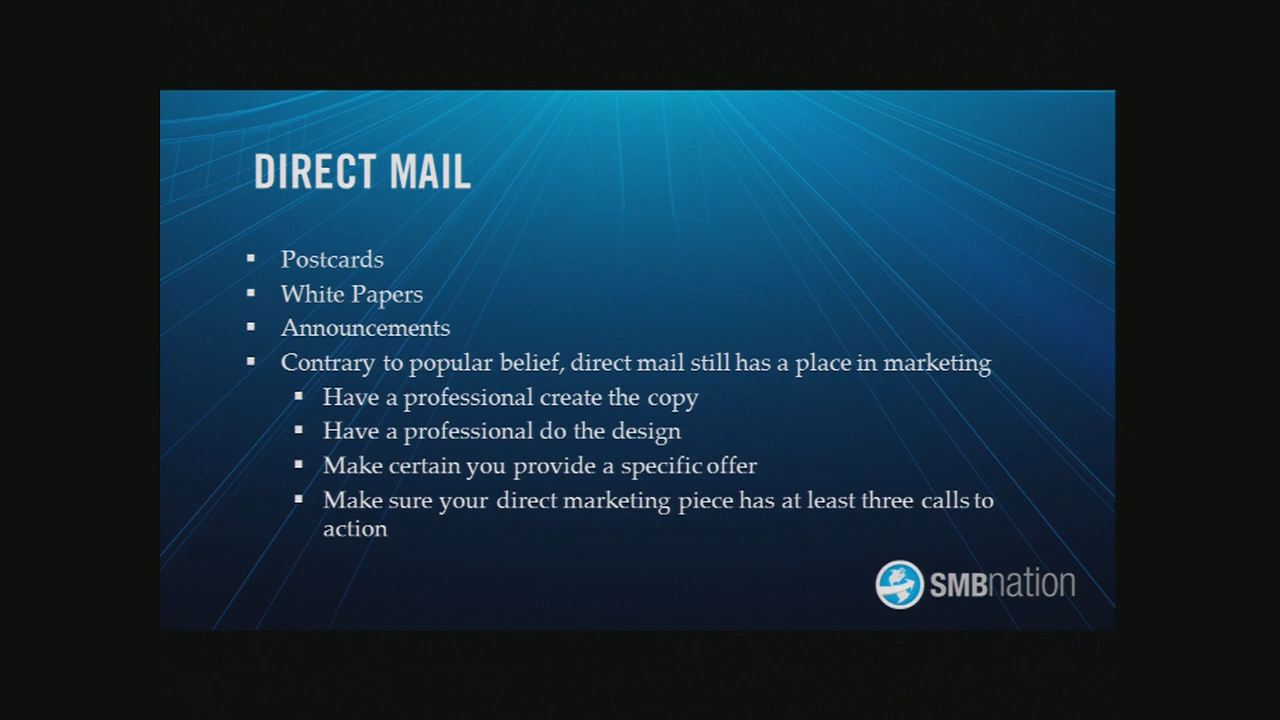 DIRECT MAIL
▪ Postcards
▪ White Papers
▪ Announcements
▪ Contrary to popular belief, direct mail still has a place in marketing
▪ Have a professional create the copy
▪ Have a professional do the design
▪ Make certain you provide a specific offer
▪ Make sure your direct marketing piece has at least three calls to
action
SMBnation